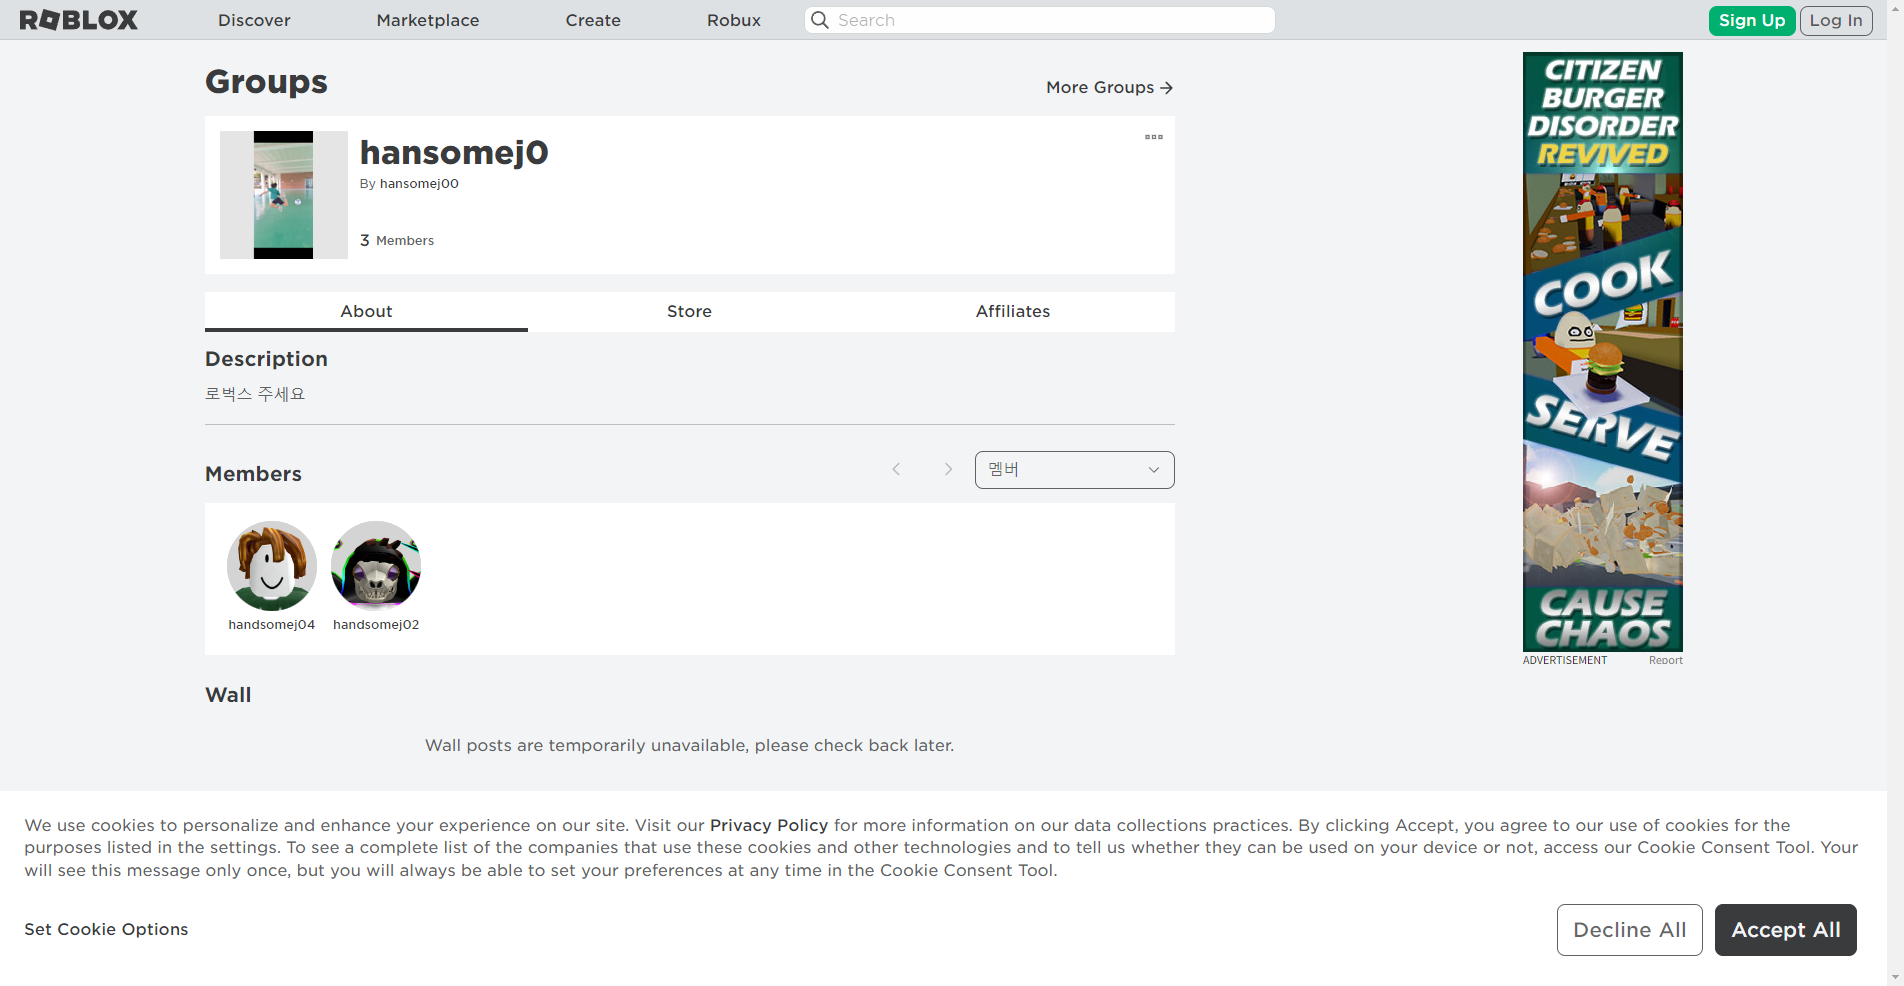 ROBLOX
Discover
Marketplace
Create
Robux
Search
Sign Up
Log In
Groups
More Groups
hansomej0
By hansomej00
3 Members
About
Store
Affiliates
Description
로벅스 주세요
Members
멤버
handsomej04
handsomej02
Wall
Wall posts are temporarily unavailable, please check back later.
CITIZEN
BURGER
DISORDER
REVIVED
COOK
SERVE
CAUSE
CHAOS
ADVERTISEMENT
Report
We use cookies to personalize and enhance your experience on our site. Visit our Privacy Policy for more information on our data collections practices. By clicking Accept, you agree to our use of cookies for the
purposes listed in the settings. To see a complete list of the companies that use these cookies and other technologies and to tell us whether they can be used on your device or not, access our Cookie Consent Tool. Your
will see this message only once, but you will always be able to set your preferences at any time in the Cookie Consent Tool.
Set Cookie Options
Decline All
Accept All